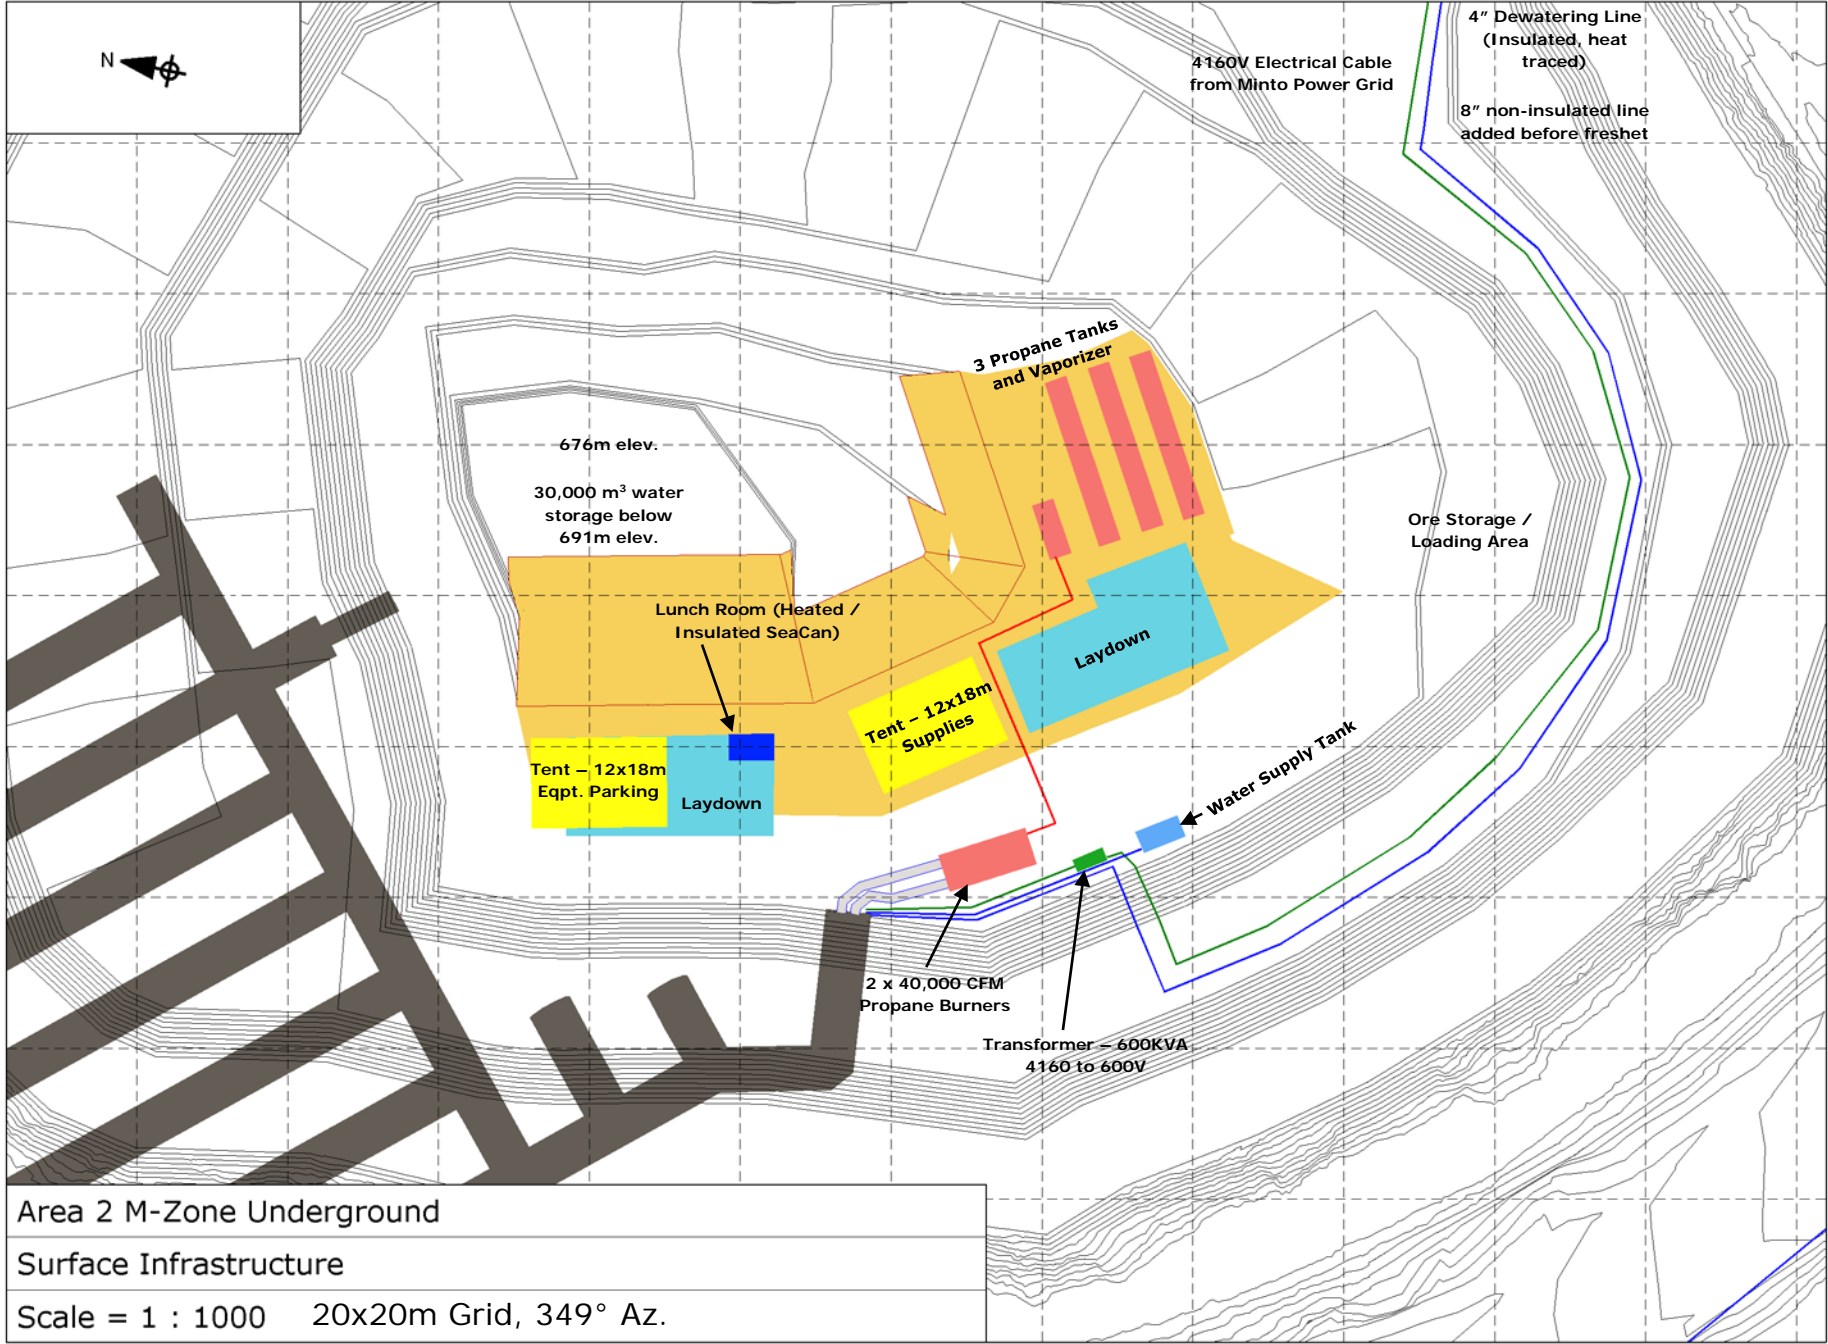 N
4” Dewatering Line
(Insulated, heat
traced)
4160V Electrical Cable
from Minto Power Grid
8” non-insulated line
added before freshet
3 Propane Tanks
and Vaporizer
676m elev.
30,000 m³ water
storage below
691m elev.
Ore Storage /
Loading Area
Lunch Room (Heated /
Insulated SeaCan)
Laydown
Tent – 12x18m
Supplies
Tent – 12x18m
Eqpt. Parking
Laydown
Water Supply Tank
2 x 40,000 CFM
Propane Burners
Transformer – 600KVA
4160 to 600V
Area 2 M-Zone Underground
Surface Infrastructure
Scale = 1 : 1000 20x20m Grid, 349° Az.